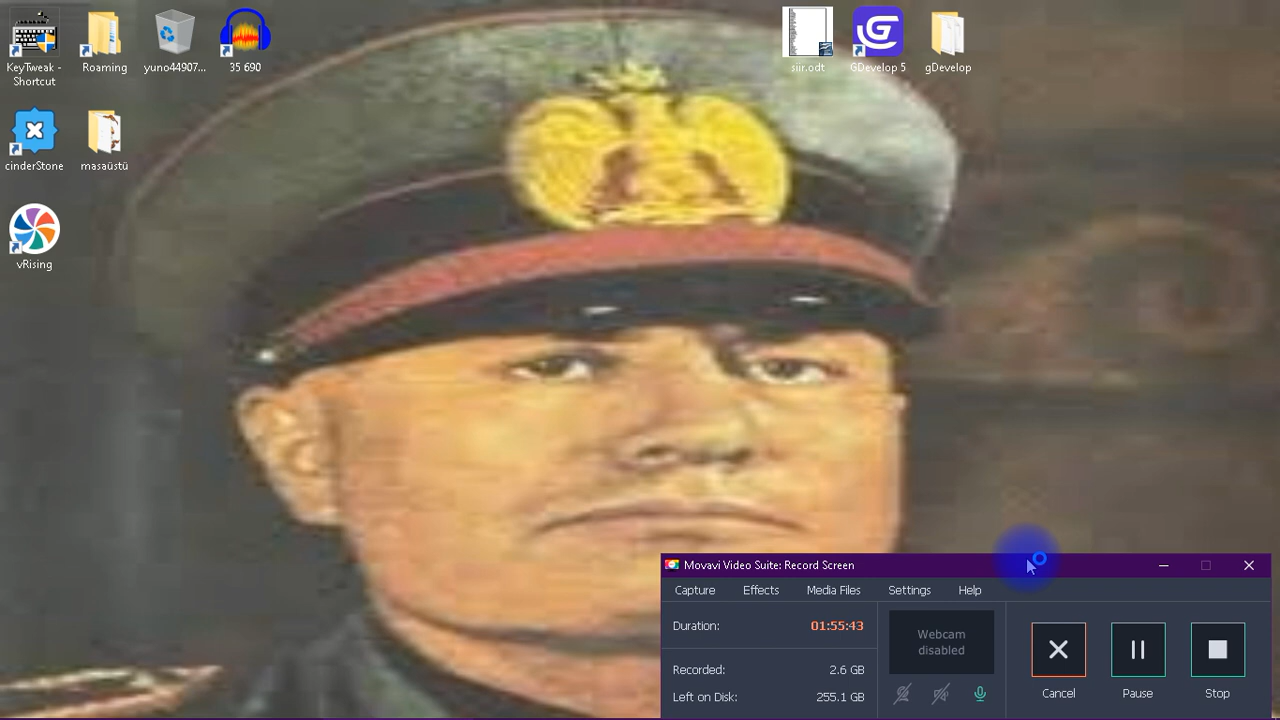 KeyTweak -
Shortcut
Roaming
yuno44907...
35 690
siir.odt
GDevelop 5
gDevelop
cinderStone
masaüstü
vRising
Movavi Video Suite: Record Screen
Capture
Effects
Media Files
Settings
Help
Duration:
01:55:43
Webcam
disabled
Recorded:
2.6 GB
Left on Disk:
255.1 GB
Cancel
Pause
Stop